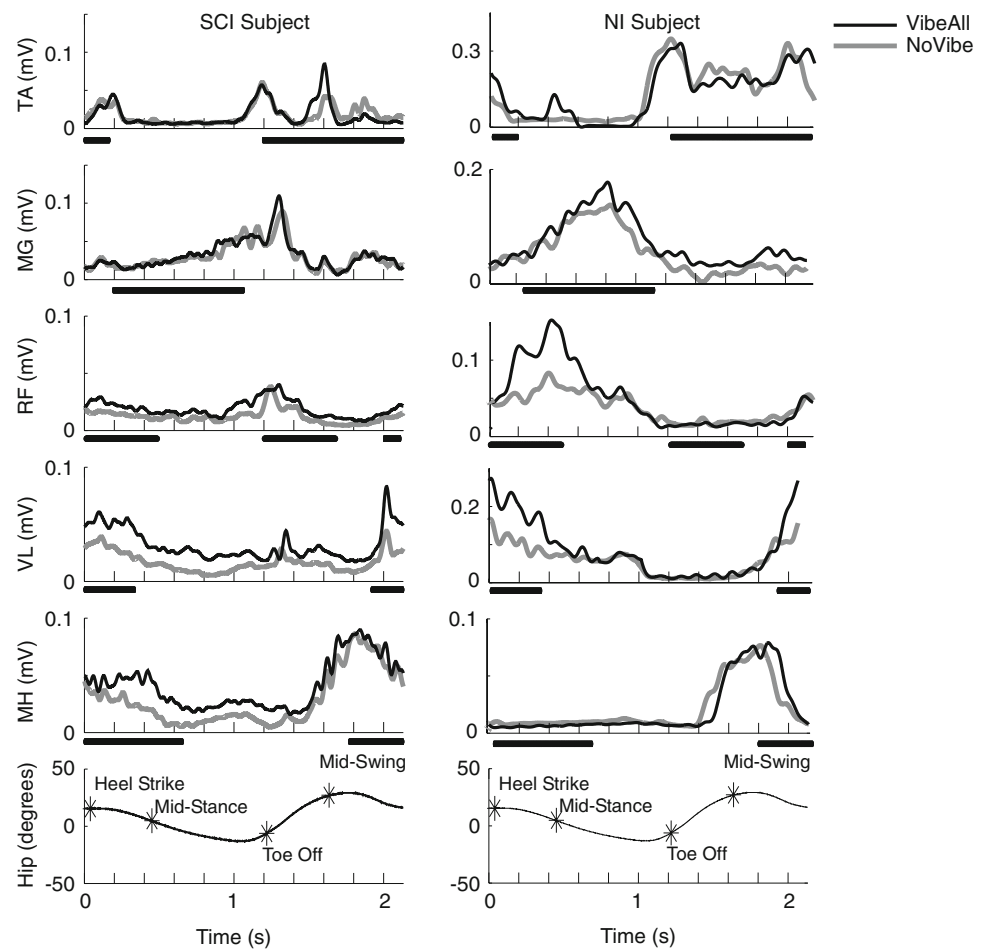 SCI Subject
NI Subject
VibeAll
NoVibe
TA (mV)
0.1
0
0.3
0
MG (mV)
0.1
0
0.2
0
RF (mV)
0.1
0
0.1
0
VL (mV)
0.1
0
0.2
0
MH (mV)
0.1
0
0.1
0
Hip (degrees)
50
0
-50
Heel Strike
Mid-Stance
Toe Off
Mid-Swing
50
0
-50
Heel Strike
Mid-Stance
Toe Off
Mid-Swing
0 1 2
Time (s)
0 1 2
Time (s)